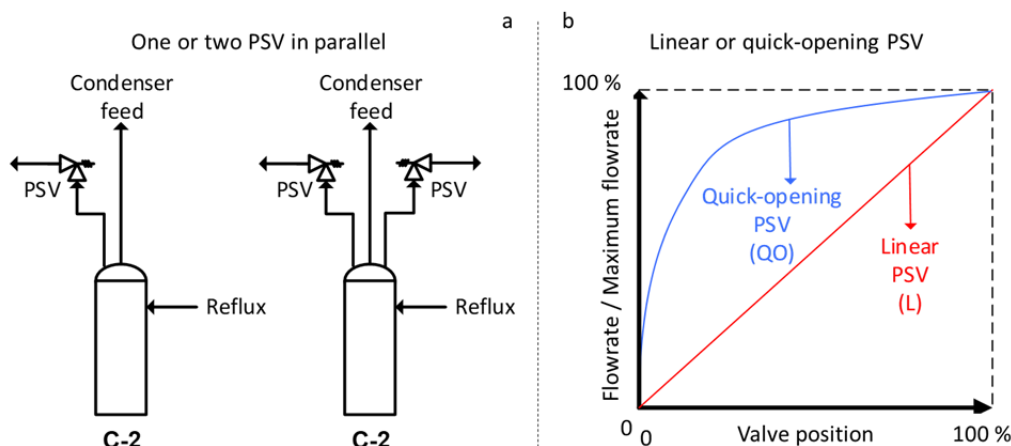 a
One or two PSV in parallel
Condenser
feed
PSV
Reflux
C-2
Condenser
feed
PSV
PSV
Reflux
C-2
b
Linear or quick-opening PSV
100 %
Flowrate / Maximum flowrate
Quick-opening
PSV
(QO)
Linear
PSV
(L)
0
0
Valve position
100 %